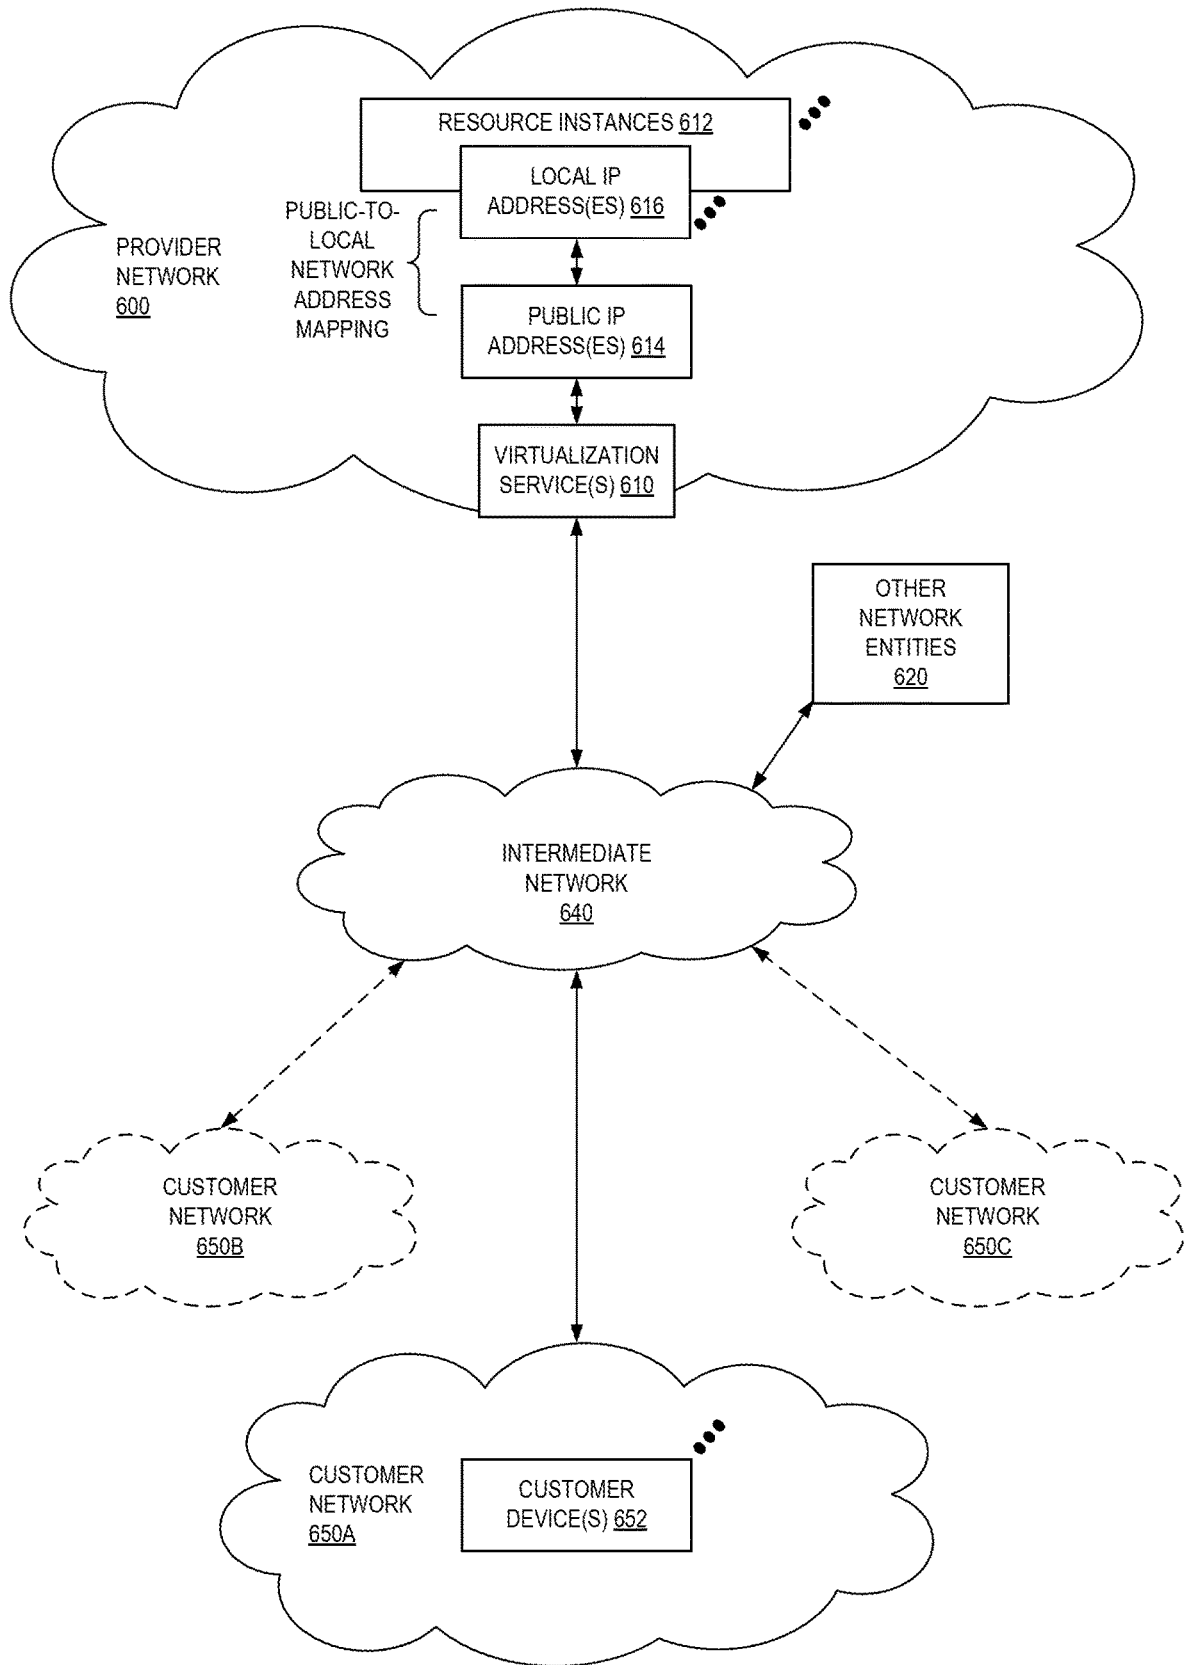 RESOURCE INSTANCES 612
LOCAL IP
ADDRESS(ES) 616
PUBLIC-TO-
LOCAL
NETWORK
ADDRESS
MAPPING
PROVIDER
NETWORK
600
PUBLIC IP
ADDRESS(ES) 614
VIRTUALIZATION
SERVICE(S) 610
OTHER
NETWORK
ENTITIES
620
INTERMEDIATE
NETWORK
640
CUSTOMER
NETWORK
650B
CUSTOMER
NETWORK
650C
CUSTOMER
NETWORK
650A
CUSTOMER
DEVICE(S) 652